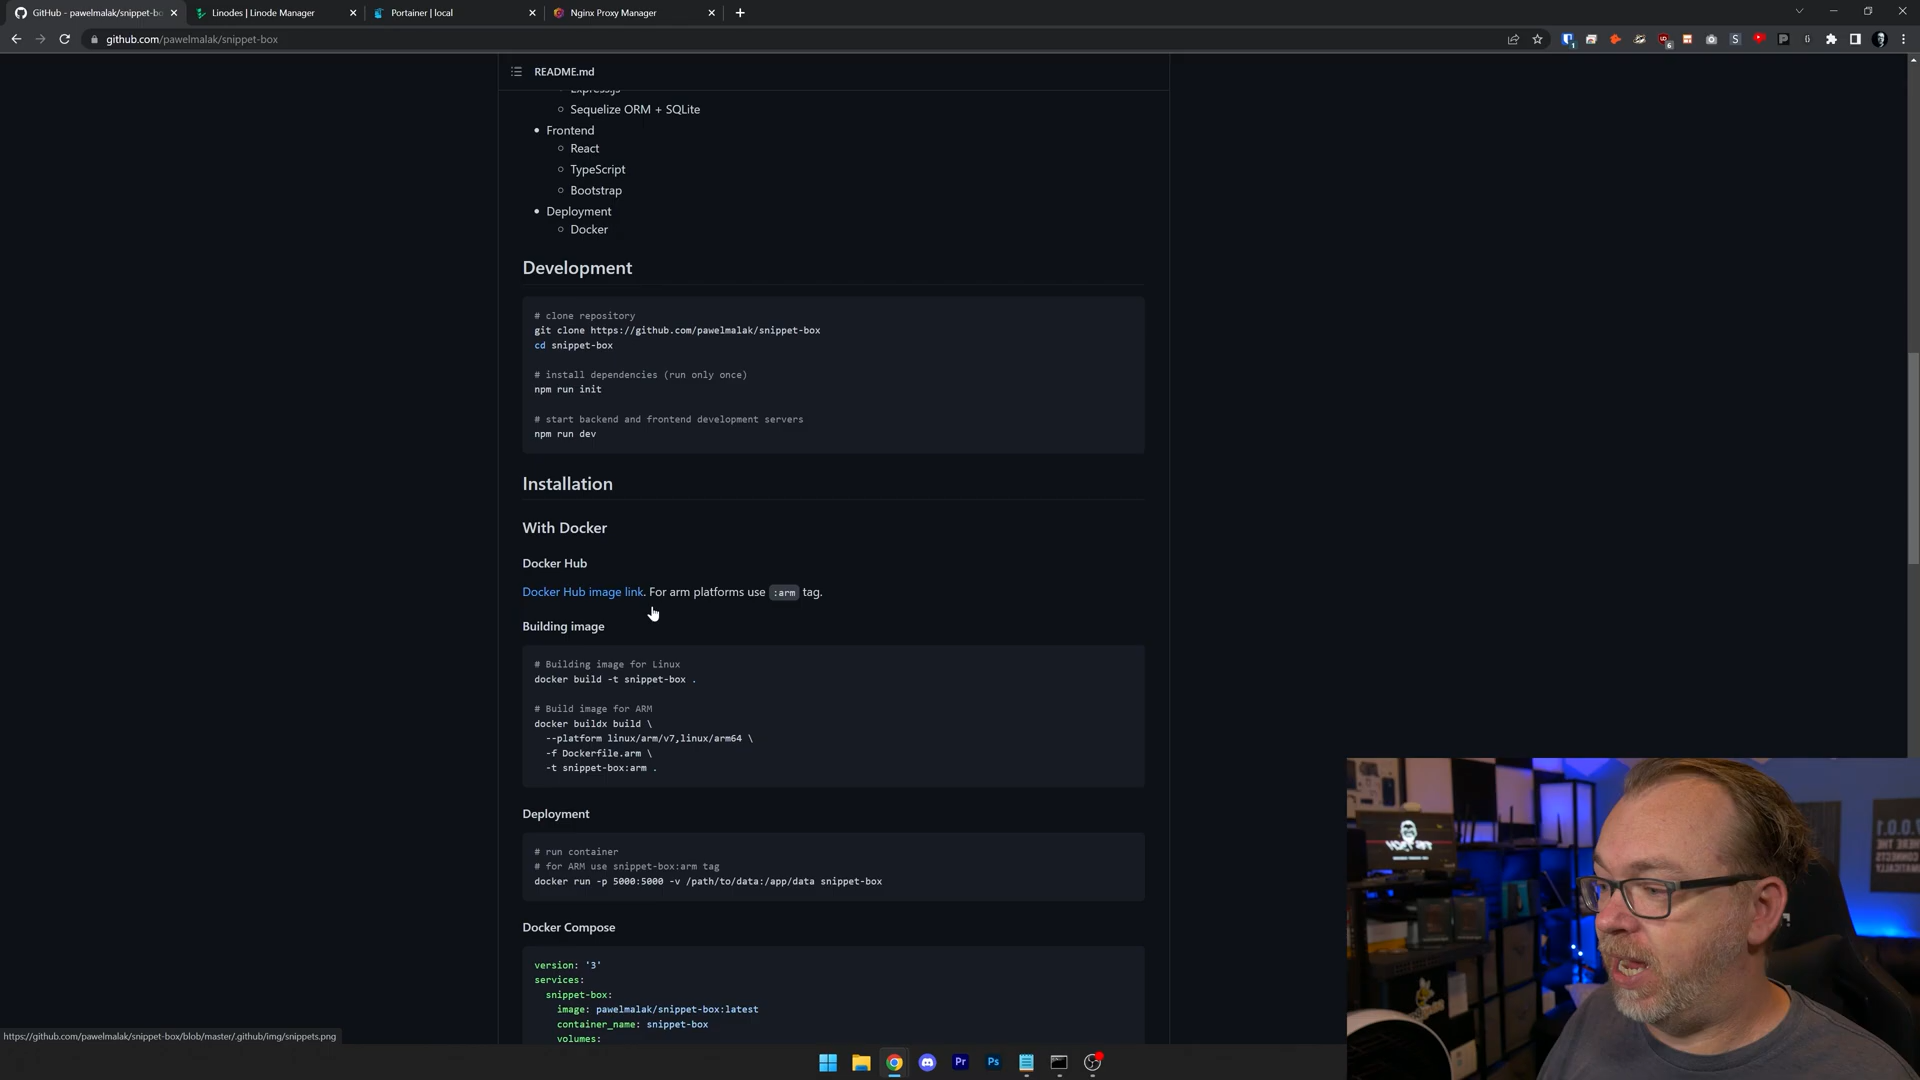 GitHub - pawelmalak/snippet-bo
Linodes | Linode Manager
Portainer | local
Nginx Proxy Manager
github.com/pawelmalak/snippet-box
README.md
Express.js
Sequelize ORM + SQLite
Frontend
React
TypeScript
Bootstrap
Deployment
Docker
Development
# clone repository
git clone https://github.com/pawelmalak/snippet-box
cd snippet-box
# install dependencies (run only once)
npm run init
# start backend and frontend development servers
npm run dev
Installation
With Docker
Docker Hub
Docker Hub image link. For arm platforms use :arm tag.
Building image
# Building image for Linux
docker build -t snippet-box .
# Build image for ARM
docker buildx build \
--platform linux/arm/v7,linux/arm64 \
-f Dockerfile.arm \
-t snippet-box:arm .
Deployment
# run container
# for ARM use snippet-box:arm tag
docker run -p 5000:5000 -v /path/to/data:/app/data snippet-box
Docker Compose
version: '3'
services:
snippet-box:
image: pawelmalak/snippet-box:latest
container_name: snippet-box
volumes:
https://github.com/pawelmalak/snippet-box/blob/master/.github/img/snippets.png
Pr
Ps